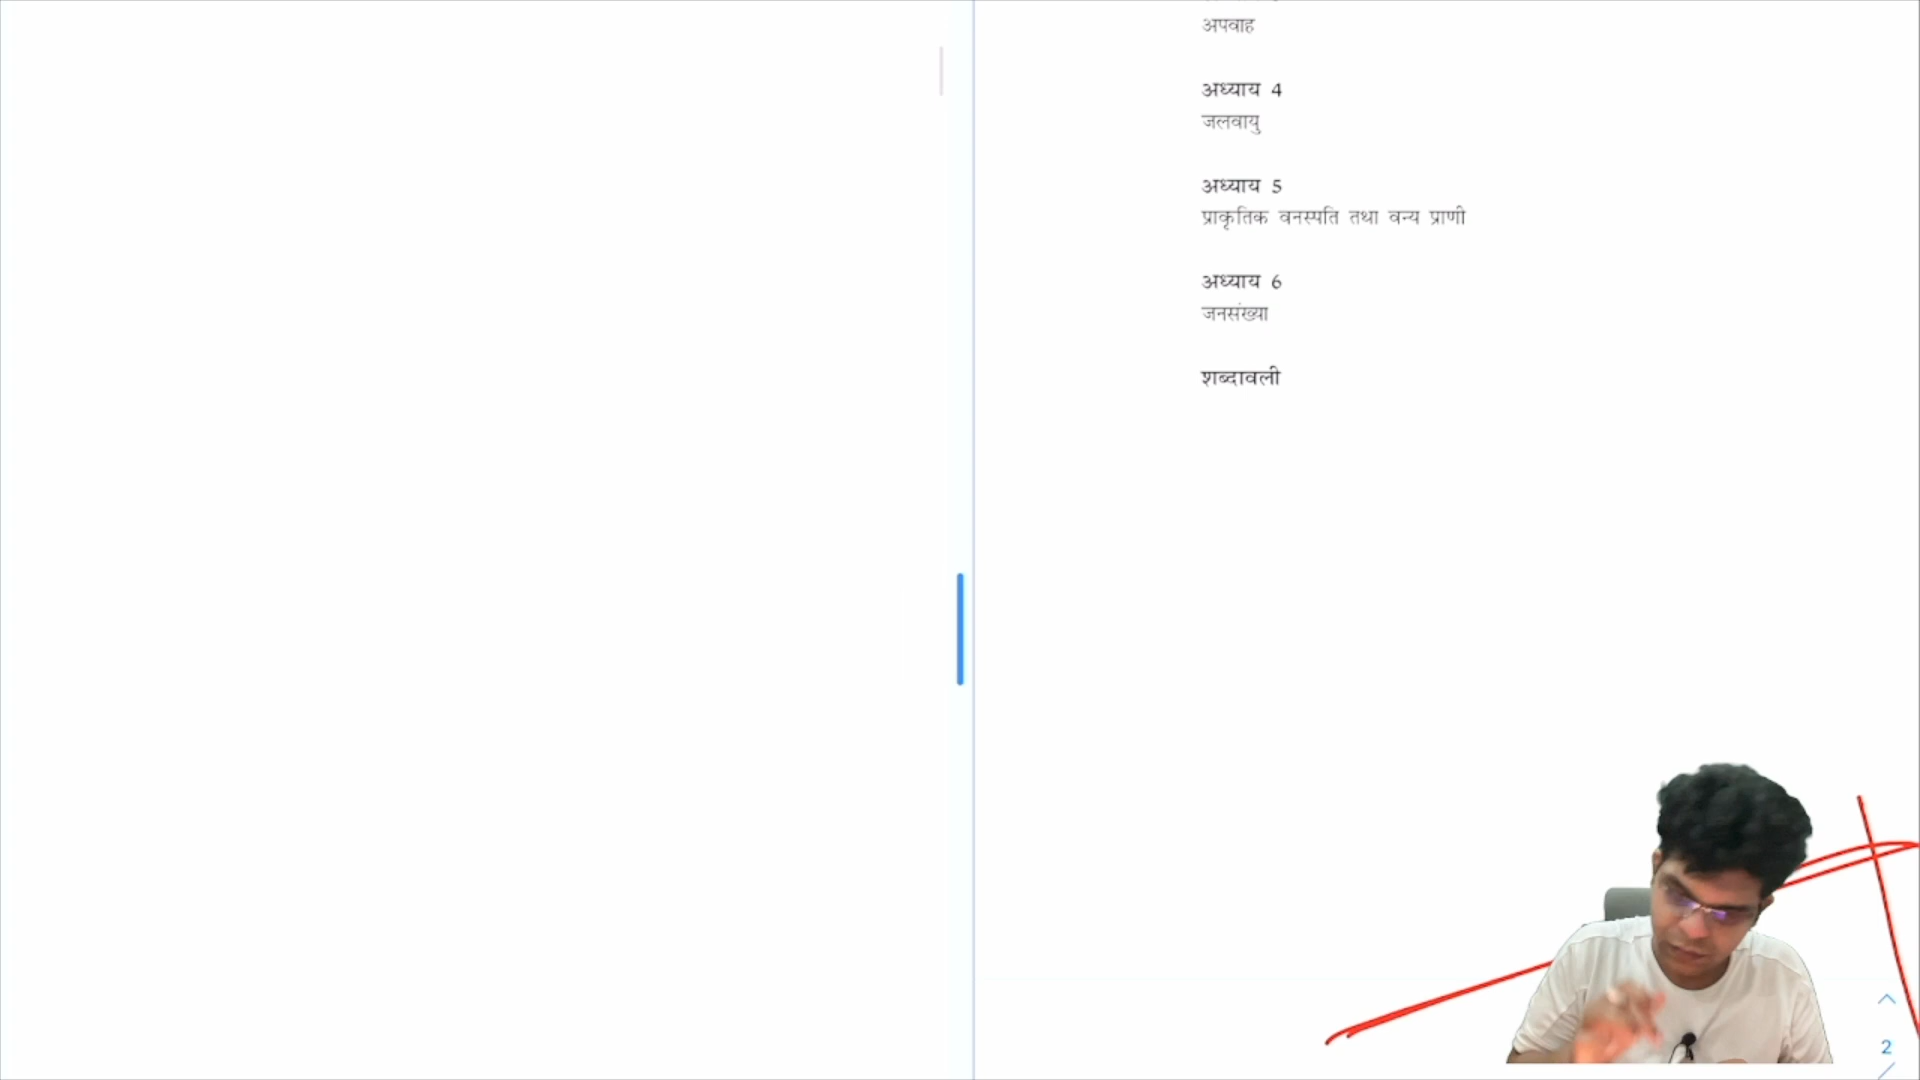 अपवाह
अध्याय 4
जलवायु
अध्याय 5
प्राकृतिक वनस्पति तथा वन्य प्राणी
अध्याय 6
जनसंख्या
शब्दावली
2